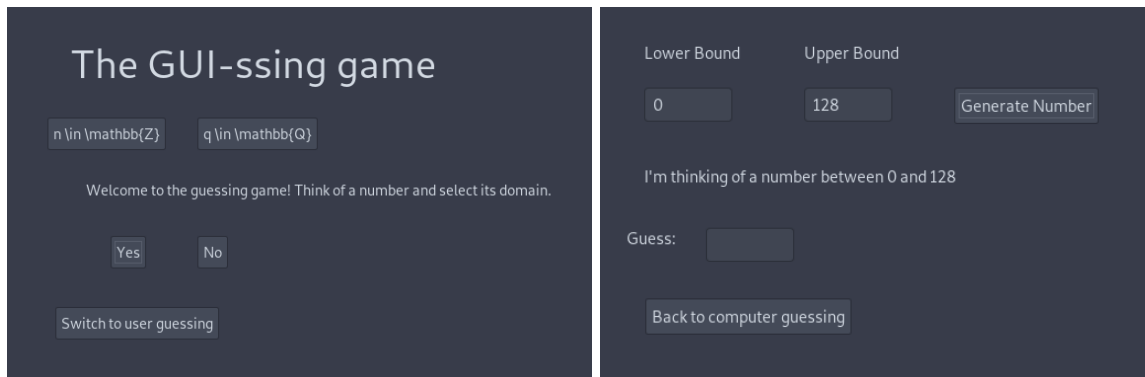 The GUI-ssing game
n \in \mathbb{Z} q \in \mathbb{Q}
Welcome to the guessing game! Think of a number and select its domain.
Yes No
Switch to user guessing
Lower Bound Upper Bound
0 128 Generate Number
I'm thinking of a number between 0 and 128
Guess:
Back to computer guessing